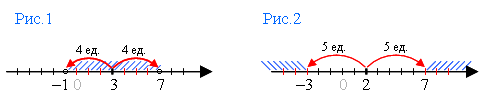 Рис.1
4 ед. 4 ед.
−1 0 3 7
Рис.2
5 ед. 5 ед.
−3 0 2 7